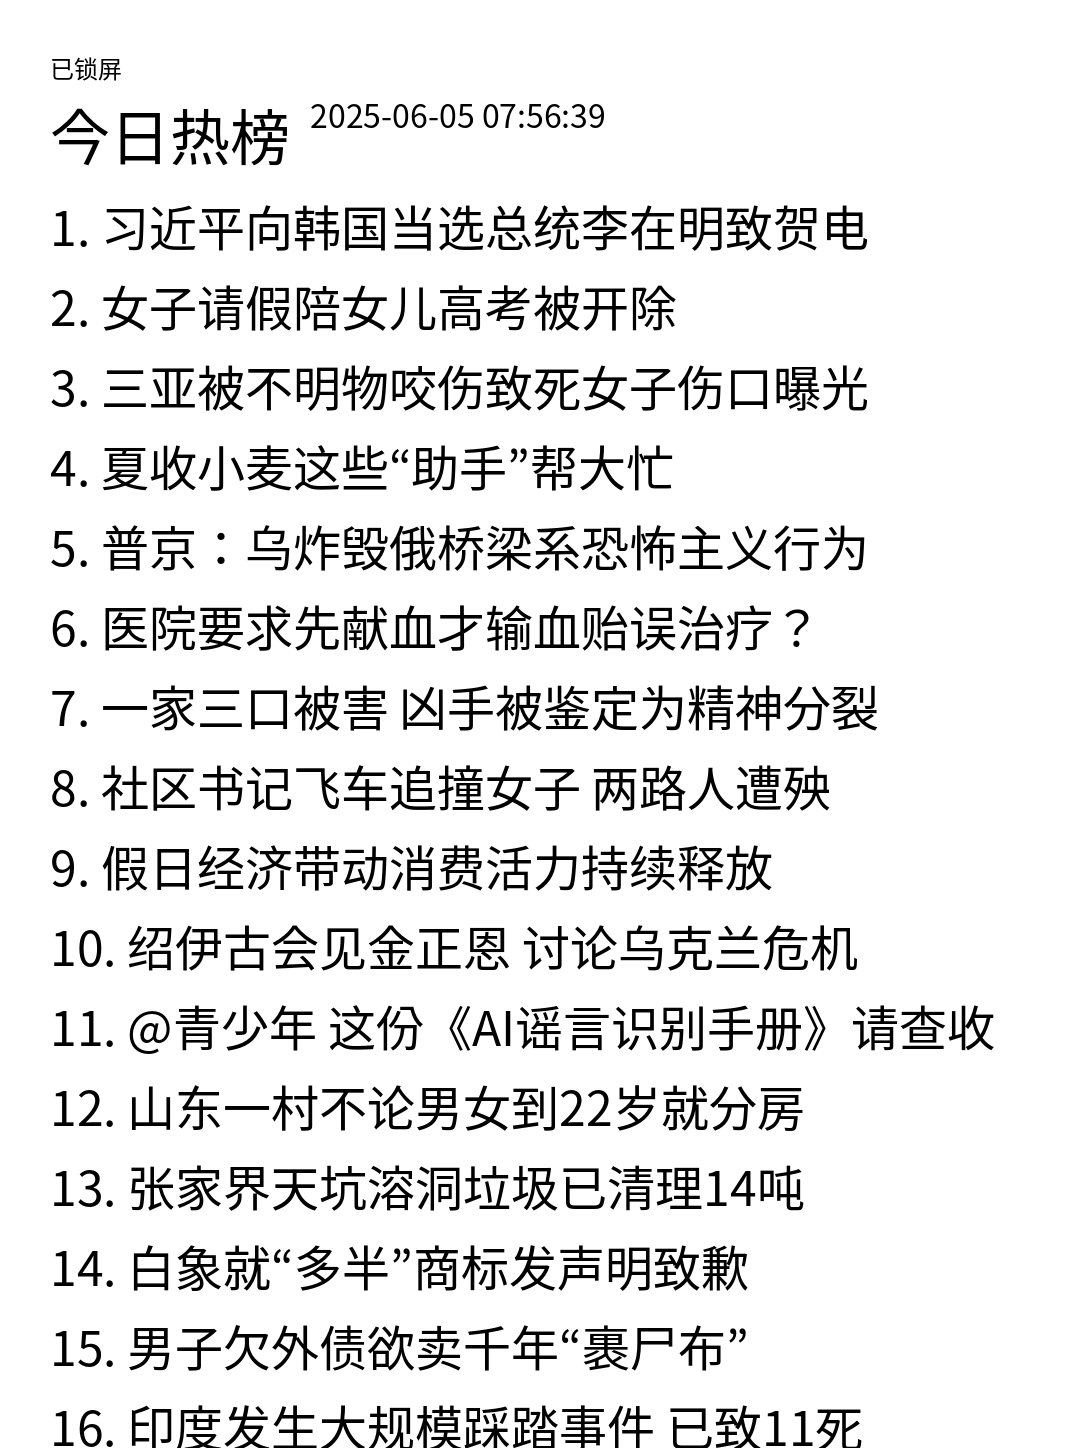 已锁屏
今日热榜 2025-06-05 07:56:39
1. 习近平向韩国当选总统李在明致贺电
2. 女子请假陪女儿高考被开除
3. 三亚被不明物咬伤致死女子伤口曝光
4. 夏收小麦这些“助手”帮大忙
5. 普京：乌炸毁俄桥梁系恐怖主义行为
6. 医院要求先献血才输血贻误治疗？
7. 一家三口被害 凶手被鉴定为精神分裂
8. 社区书记飞车追撞女子 两路人遭殃
9. 假日经济带动消费活力持续释放
10. 绍伊古会见金正恩 讨论乌克兰危机
11. @青少年 这份《AI谣言识别手册》请查收
12. 山东一村不论男女到22岁就分房
13. 张家界天坑溶洞垃圾已清理14吨
14. 白象就“多半”商标发声明致歉
15. 男子欠外债欲卖千年“裹尸布”
16. 印度发生大规模踩踏事件 已致11死